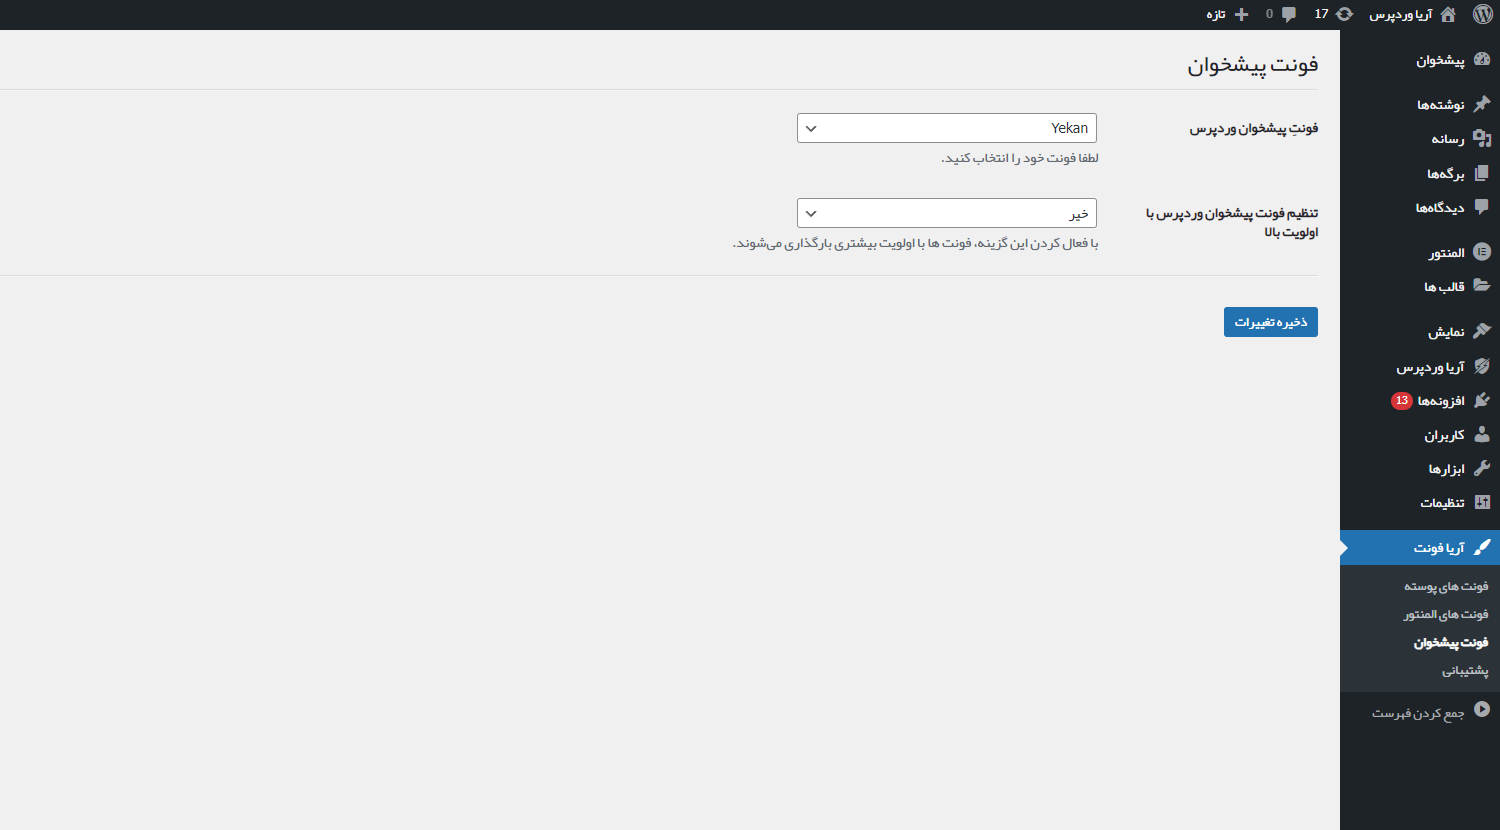 آریا وردپرس 17 0 تازه
پیشخوان
نوشته‌ها
رسانه
برگه‌ها
دیدگاه‌ها
المنتور
قالب ها
نمایش
آریا وردپرس
افزونه‌ها 13
کاربران
ابزارها
تنظیمات
آریا فونت
فونت های پوسته
فونت های المنتور
فونت پیشخوان
پشتیبانی
جمع کردن فهرست
فونت پیشخوان
فونتِ پیشخوان وردپرس
Yekan
لطفا فونت خود را انتخاب کنید.
تنظیم فونت پیشخوان وردپرس با
اولویت بالا
خیر
با فعال کردن این گزینه، فونت ها با اولویت بیشتری بارگذاری می‌شوند.
ذخیره تغییرات